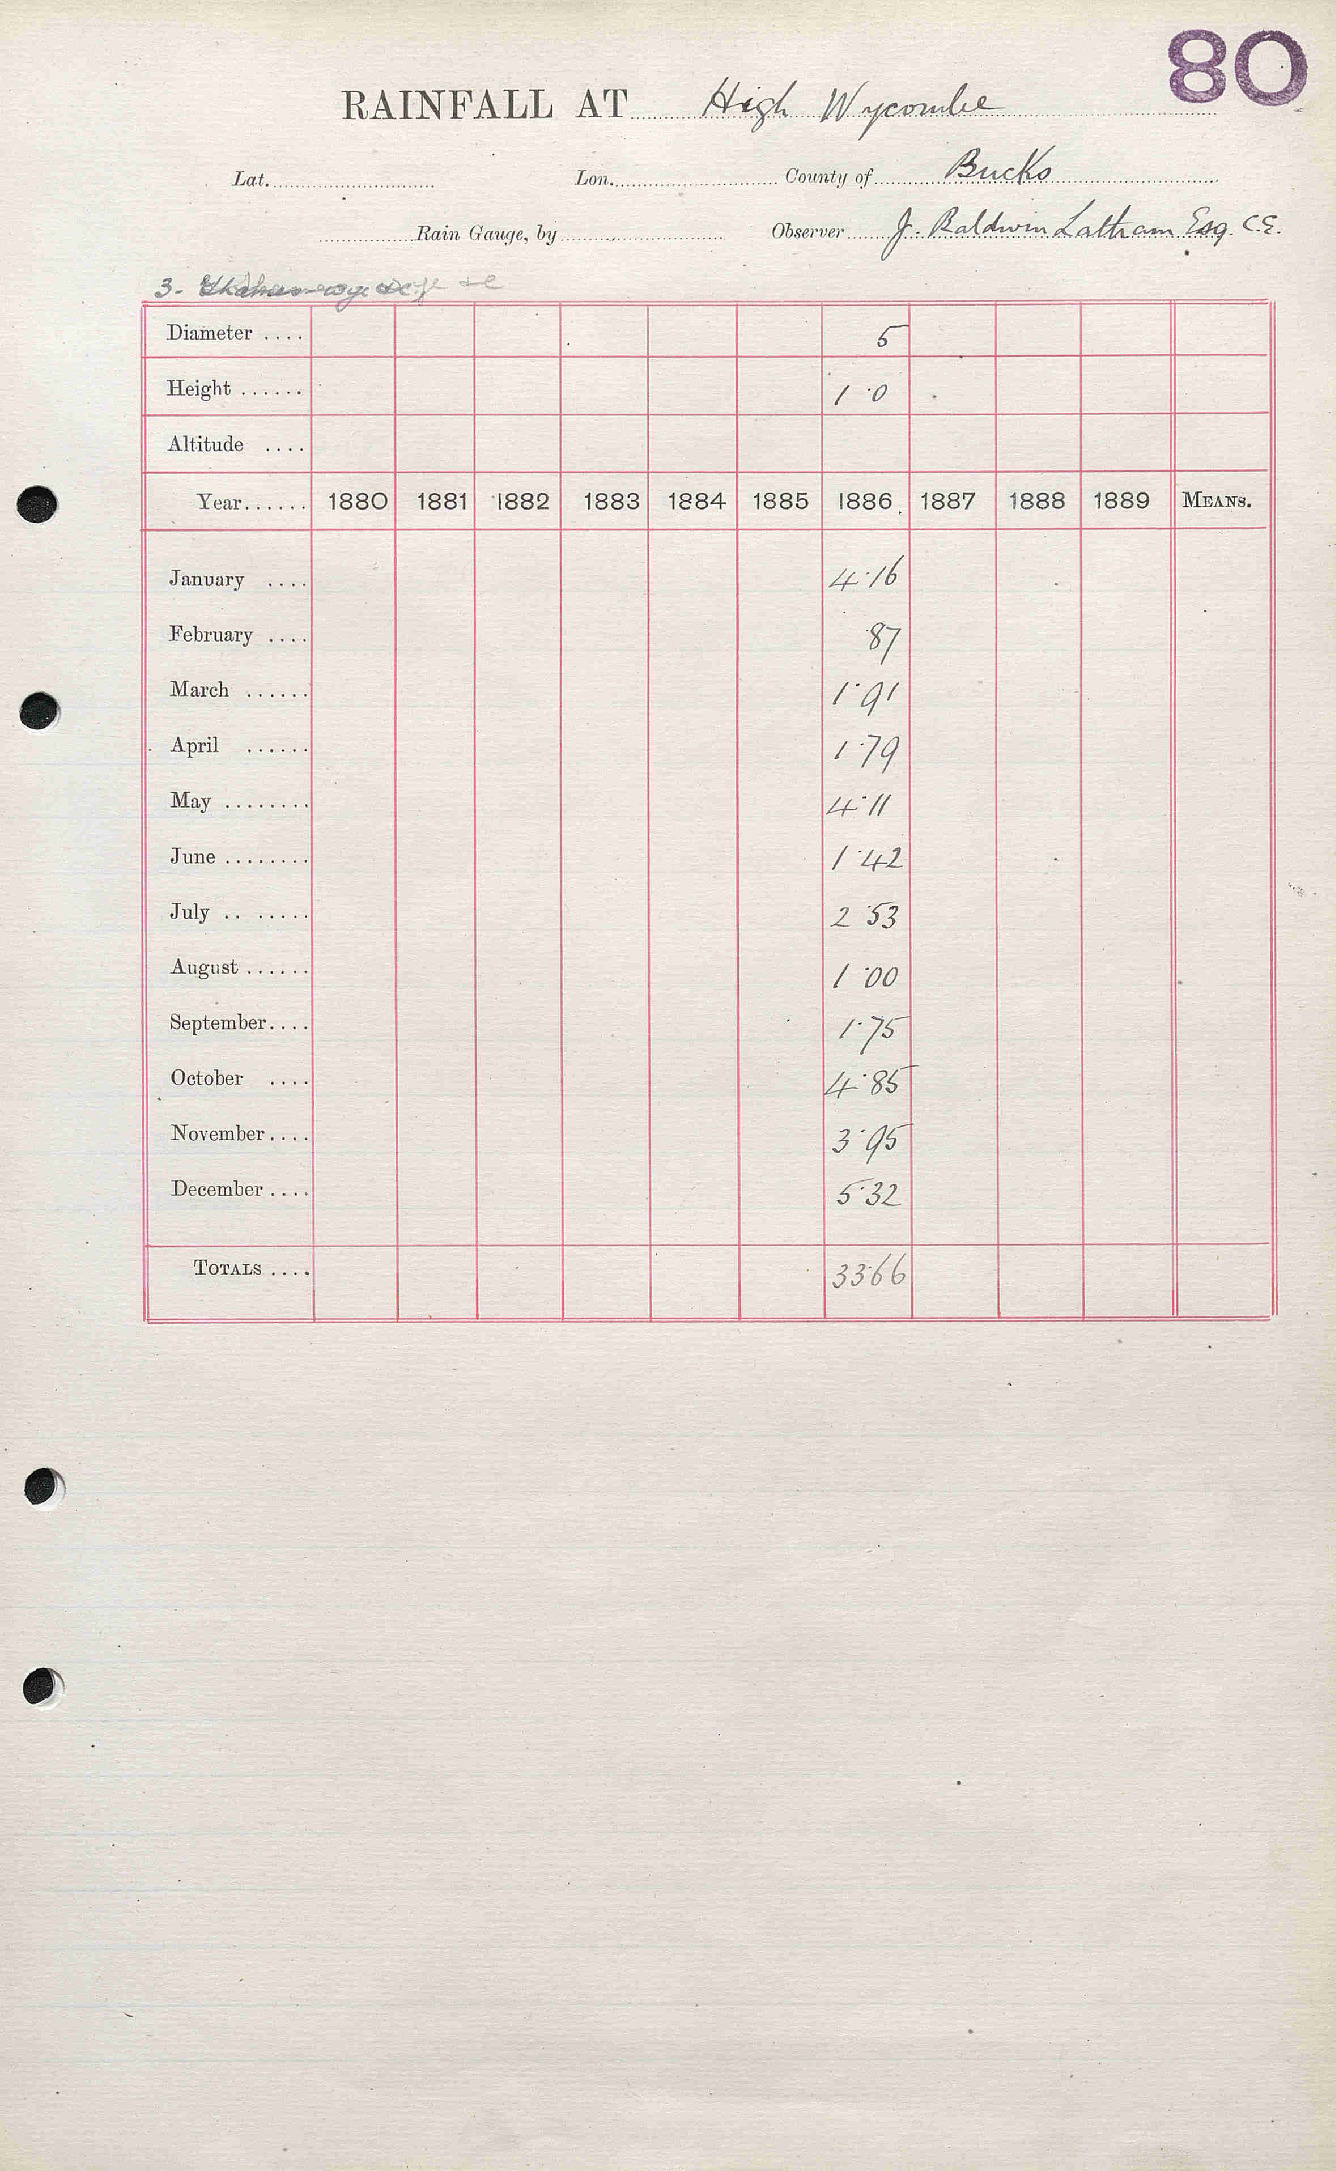 80
RAINFALL AT High Wycombe
Lat. Lon. County of Bucks
Rain Gauge, by Observer J. Baldwin Latham Esq. C.E.
3.
Diameter .... 5
Height ...... 1 · 0
Altitude ....
Year...... 1880 1881 1882 1883 1884 1885 1886 1887 1888 1889 MEANS.
January .... 4·16
February .... ·87
March ...... 1·91
April ...... 1·79
May ........ 4·11
June ........ 1·42
July .. ..... 2·53
August ...... 1·00
September.... 1·75
October .... 4·85
November.... 3·95
December .... 5·32
TOTALS .... 33·66